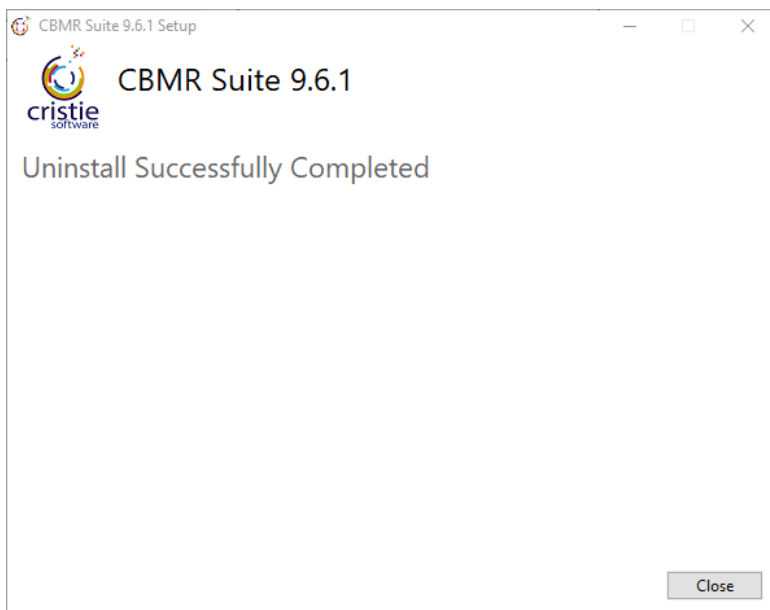 CBMR Suite 9.6.1 Setup
CBMR Suite 9.6.1
cristie
software
Uninstall Successfully Completed
Close